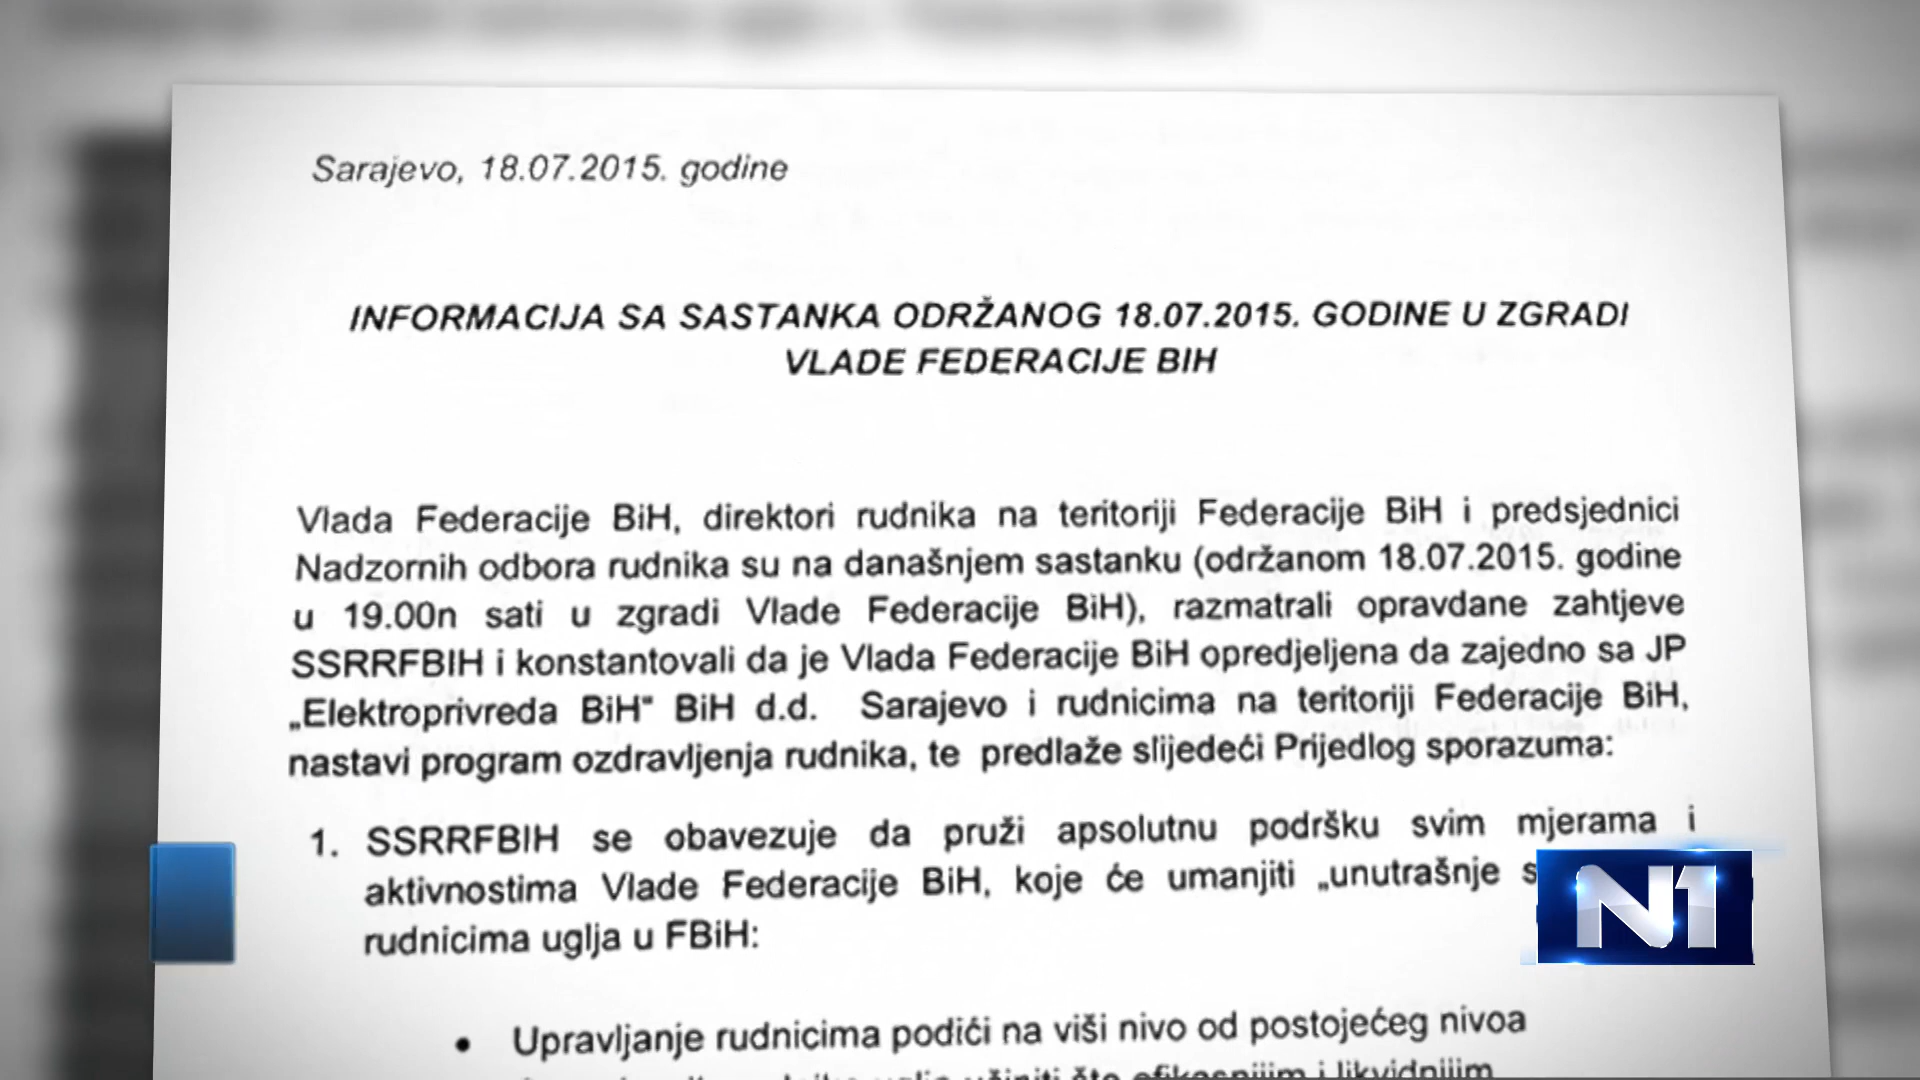 Sarajevo, 18.07.2015. godine
INFORMACIJA SA SASTANKA ODRŽANOG 18.07.2015. GODINE U ZGRADI
VLADE FEDERACIJE BIH
Vlada Federacije BiH, direktori rudnika na teritoriji Federacije BiH i predsjednici
Nadzornih odbora rudnika su na današnjem sastanku (održanom 18.07.2015. godine
u 19.00n sati u zgradi Vlade Federacije BiH), razmatrali opravdane zahtjeve
SSRRFBIH i konstantovali da je Vlada Federacije BiH opredjeljena da zajedno sa JP
„Elektroprivreda BiH“ BiH d.d. Sarajevo i rudnicima na teritoriji Federacije BiH,
nastavi program ozdravljenja rudnika, te predlaže slijedeći Prijedlog sporazuma:
1. SSRRFBIH se obavezuje da pruži apsolutnu podršku svim mjerama i
aktivnostima Vlade Federacije BiH, koje će umanjiti „unutrašnje
rudnicima uglja u FBiH:
N1
• Upravljanje rudnicima podići na viši nivo od postojećeg nivoa
efikasnijim i likvidnijim